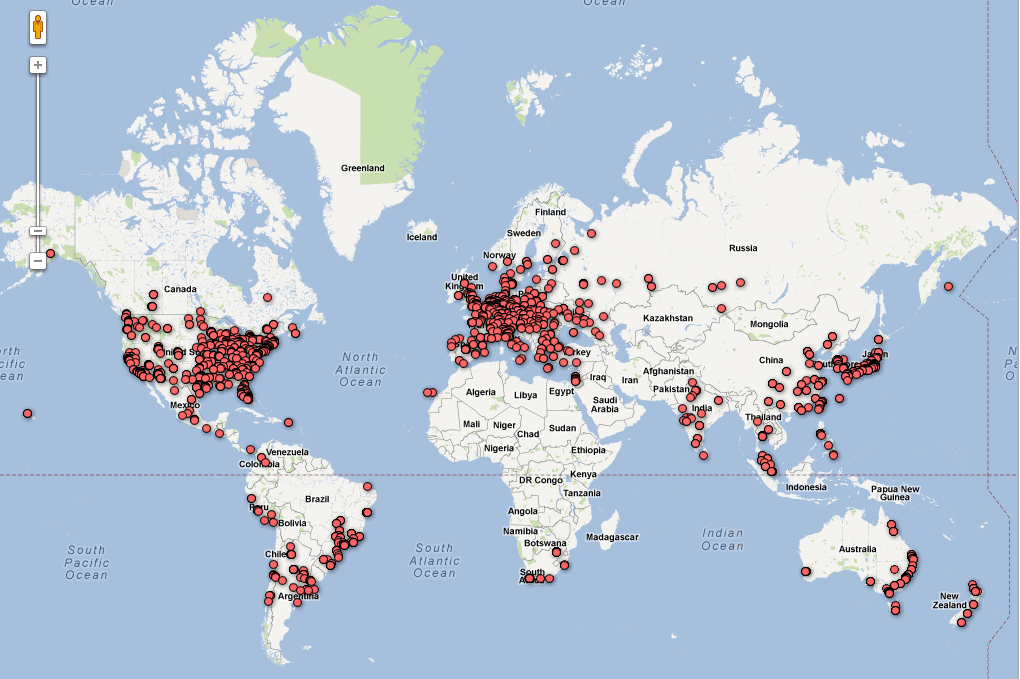 Ocean
Ocean
Greenland
Finland
Iceland
Sweden
Norway
Russia
United
Kingdom
Canada
Kazakhstan
Mongolia
North
Atlantic
Ocean
China
Afghanistan
Iraq
Iran
Pakistan
Algeria
Libya
Egypt
Saudi
Arabia
Mexico
India
Thailand
Mali
Niger
Chad
Sudan
Nigeria
Ethiopia
Venezuela
Colombia
Kenya
DR Congo
Indonesia
Papua New
Guinea
Tanzania
Brazil
Peru
Angola
Bolivia
Namibia
Botswana
Madagascar
Indian
Ocean
Australia
South
Pacific
Ocean
Chile
South
Atlantic
Ocean
South
Argentina
New
Zealand